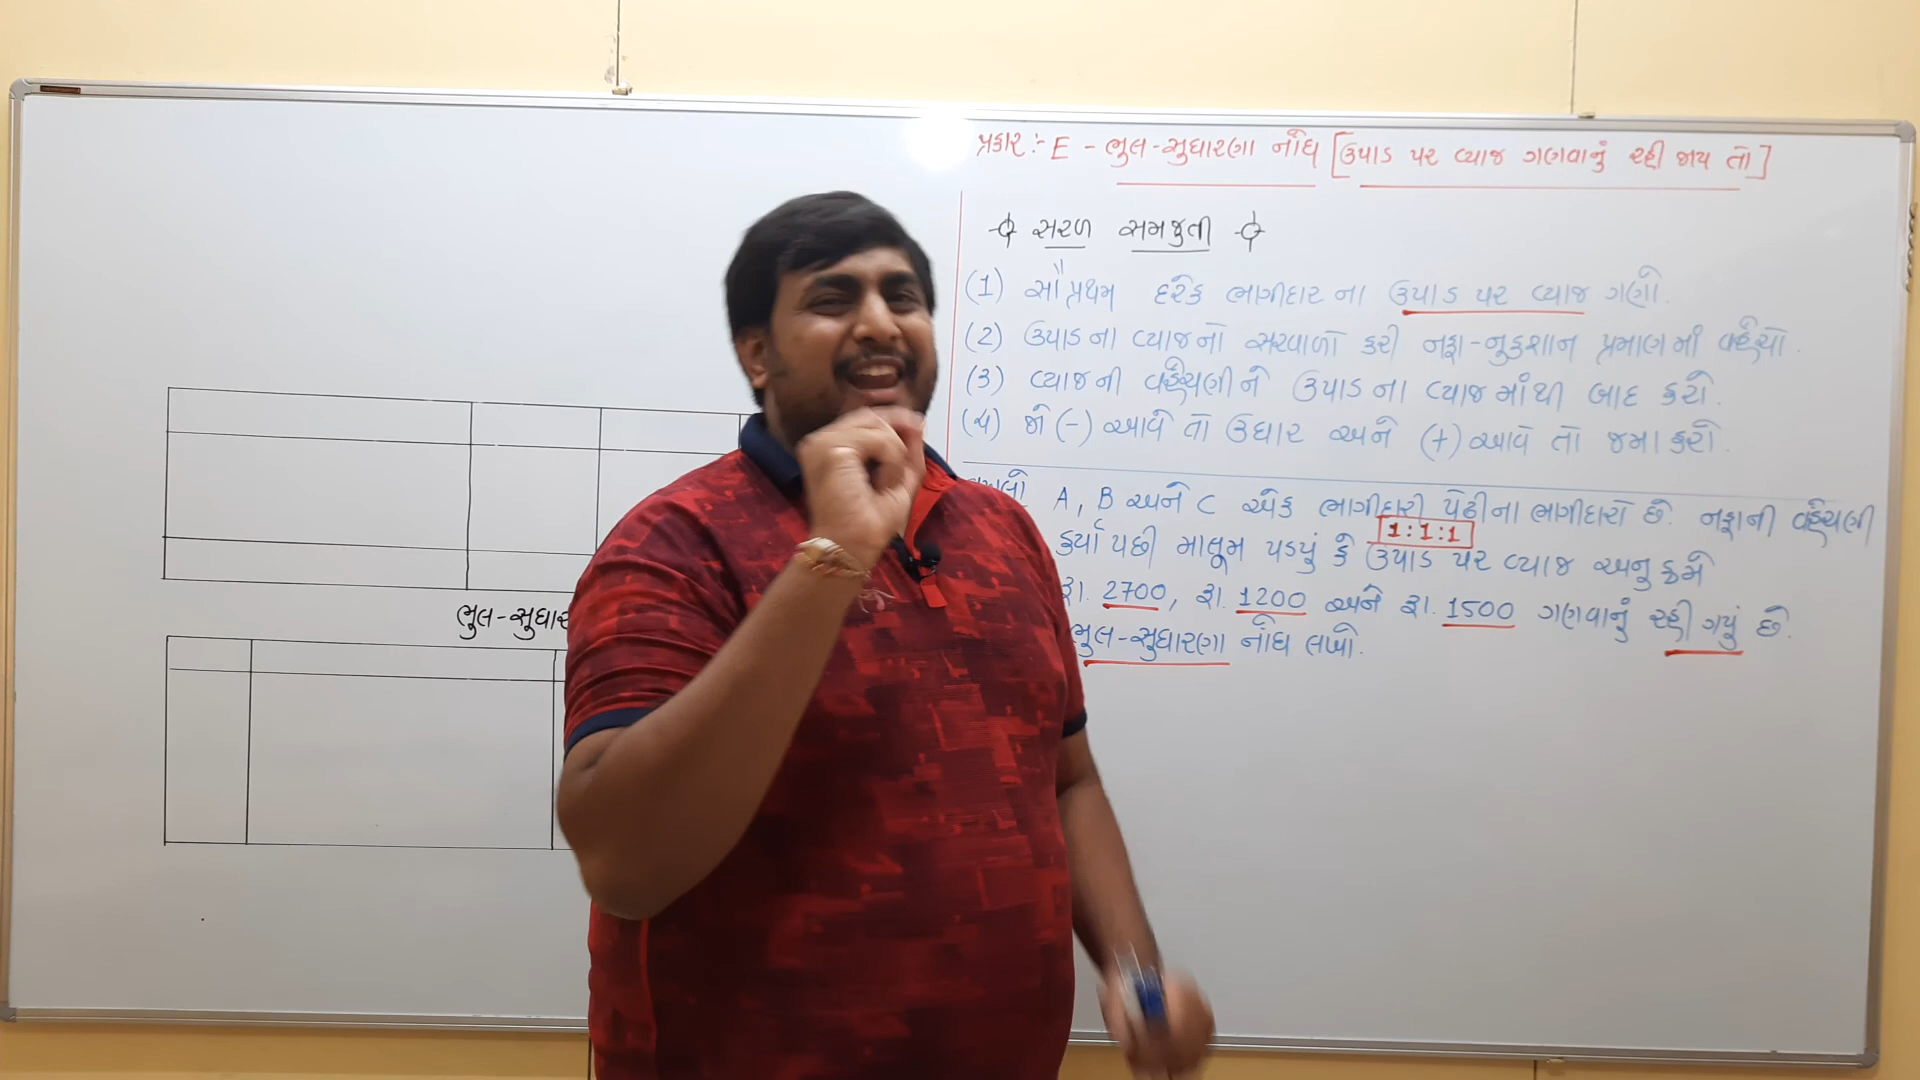 પ્રકાર :- E - ભુલ-સુધારણા નોંધ [ઉપાડ પર વ્યાજ ગણવાનું રહી જાય તો]
સરળ સમજુતી
(1) સૌ પ્રથમ દરેક ભાગીદાર ના ઉપાડ પર વ્યાજ ગણો.
(2) ઉપાડ ના વ્યાજનો સરવાળો કરી નફા-નુકશાન પ્રમાણમાં વહેંચો.
(3) વ્યાજની વહેંચણીને ઉપાડ ના વ્યાજમાંથી બાદ કરો.
(૪) જો (-) આવે તો ઉધાર અને (+) આવે તો જમા કરો.
A, B અને C એક ભાગીદારી પેઢીના ભાગીદારો છે. નફાની વહેંચણી
1:1:1
કર્યા પછી માલૂમ પડયું કે ઉપાડ પર વ્યાજ અનુક્રમે
રૂા. 2700, રૂા. 1200 અને રૂા. 1500 ગણવાનું રહી ગયું છે.
ભુલ-સુધારણા નોંધ લખો.